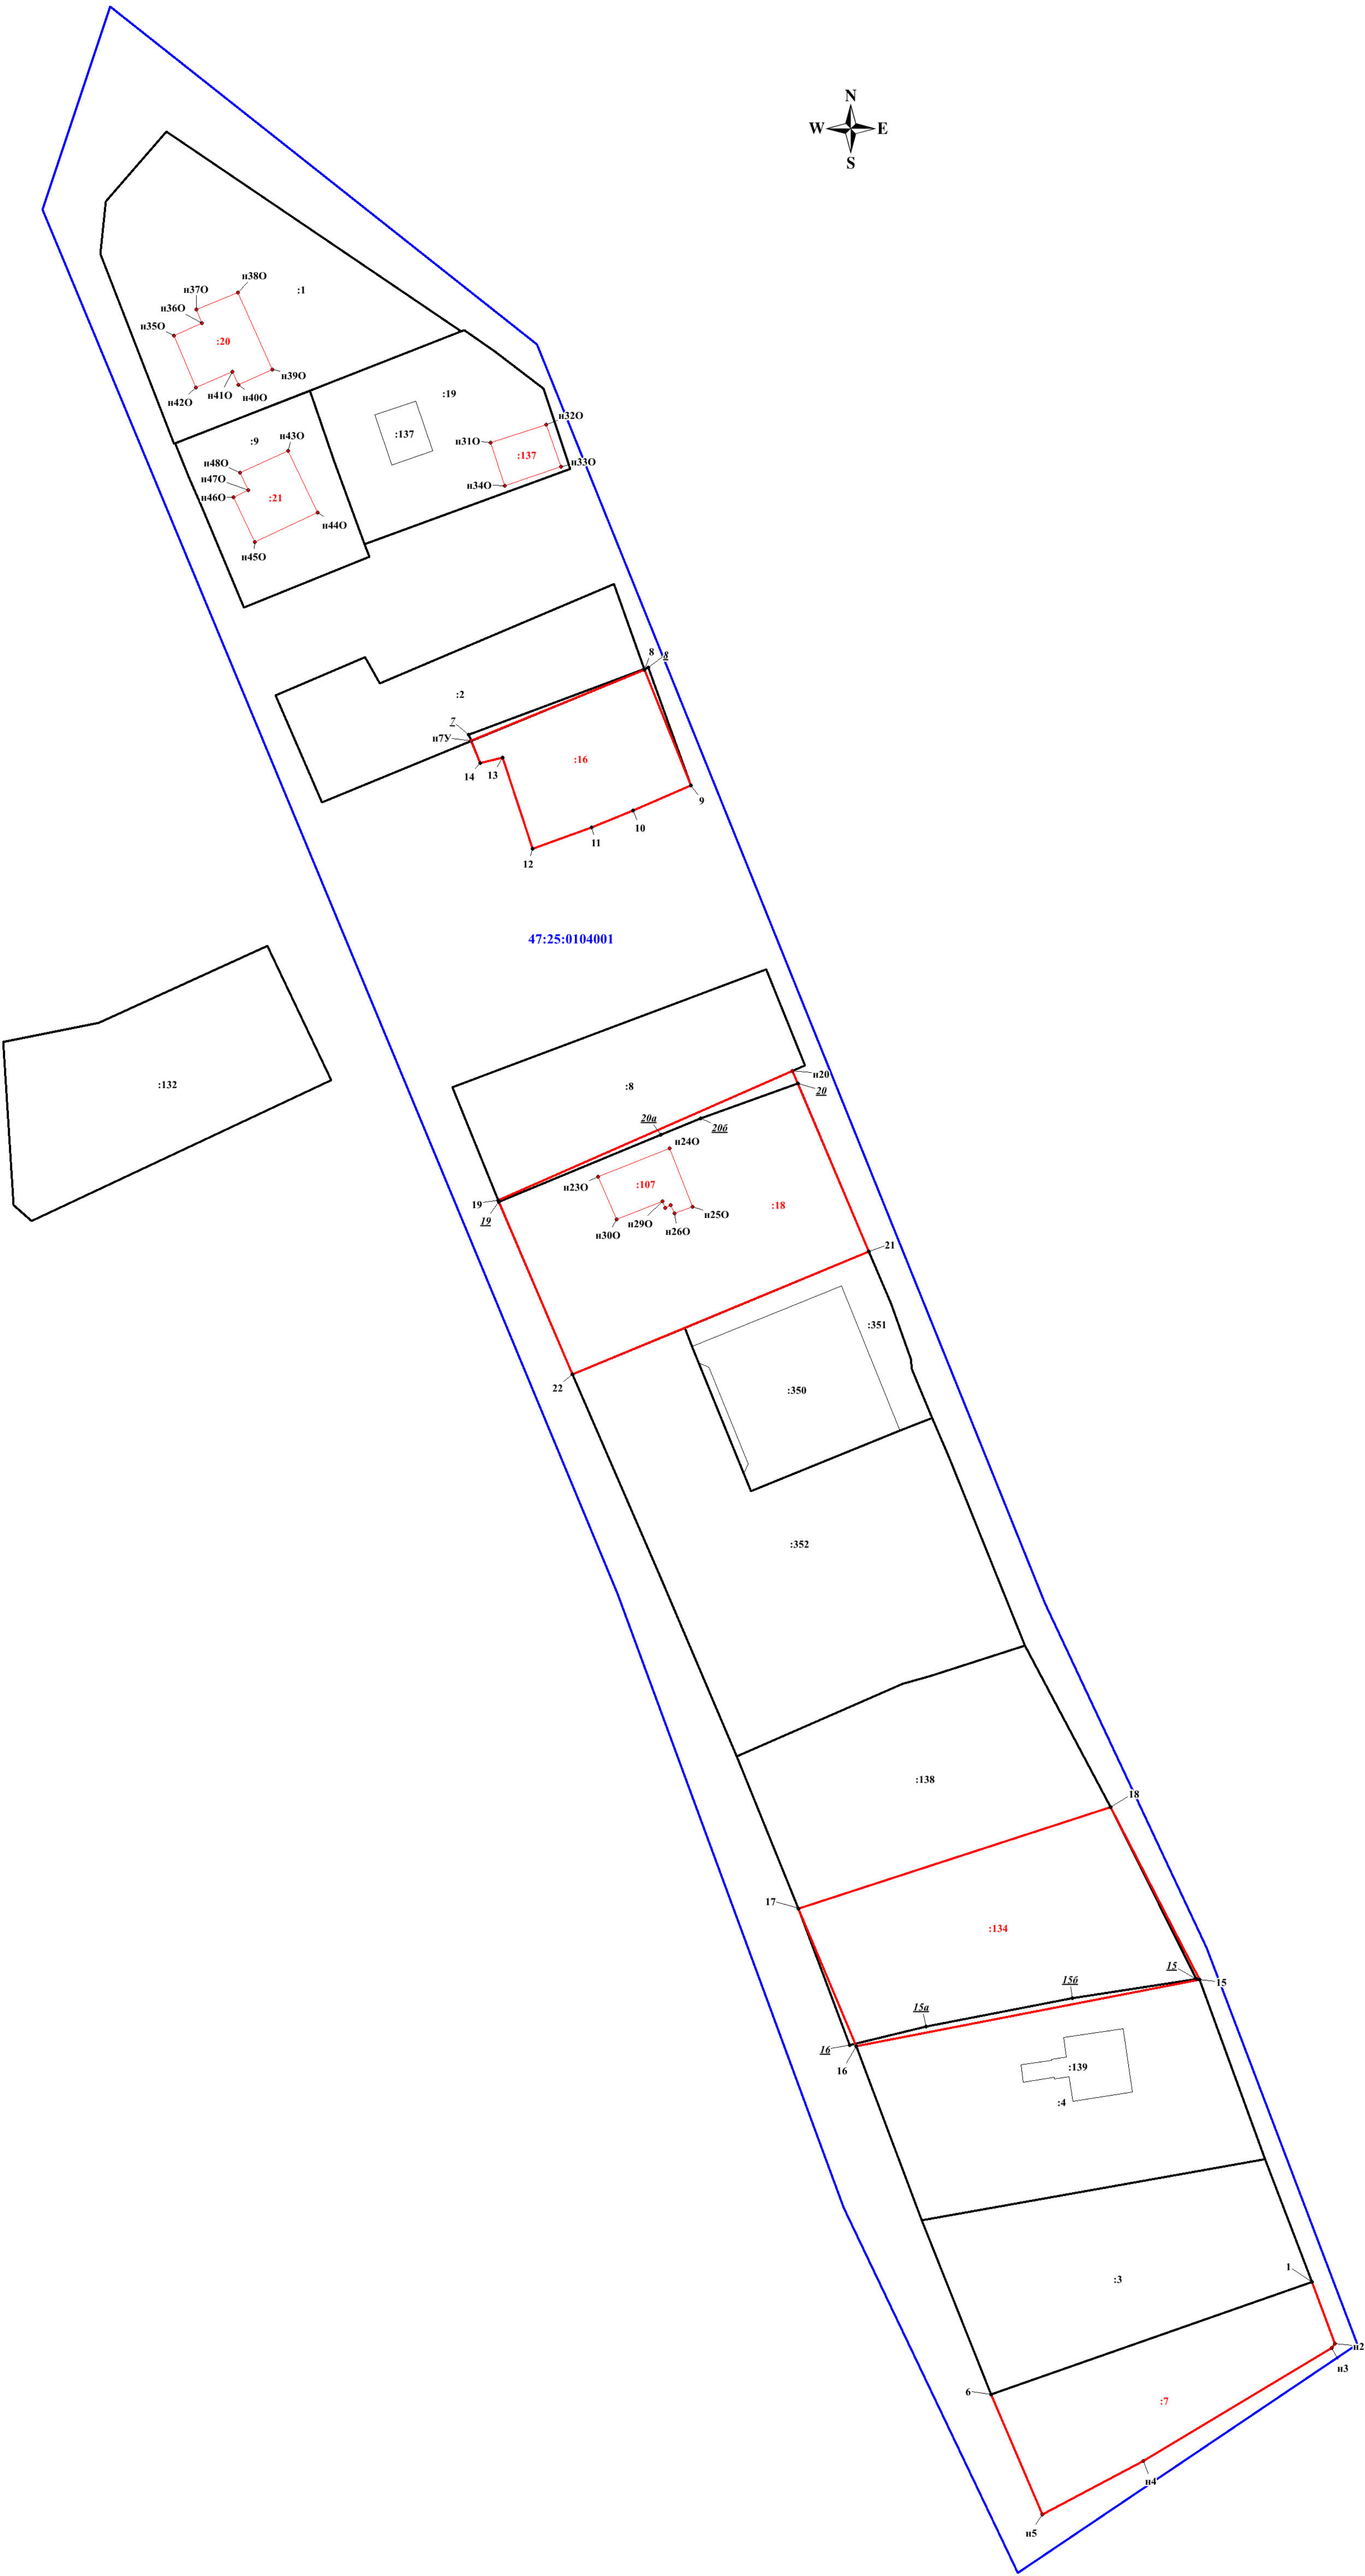 N
W E
S
н38О
:1
н37О
н36О
н35О
:20
н39О
н41О
н40О
н42О
:19
н32О
:137
:9
н43О
н31О
:137
н48О
н33О
н47О
н34О
н46О
:21
н44О
н45О
8
8
:2
7
н7У
:16
14
13
9
10
11
12
47:25:0104001
н20
:132
:8
20
20а
20б
н24О
н23О
:107
19
:18
н25О
19
н29О
н26О
н30О
21
:351
22
:350
:352
:138
18
17
:134
15
15
15б
15а
16
:139
16
:4
1
:3
н2
н3
6
:7
н4
н5